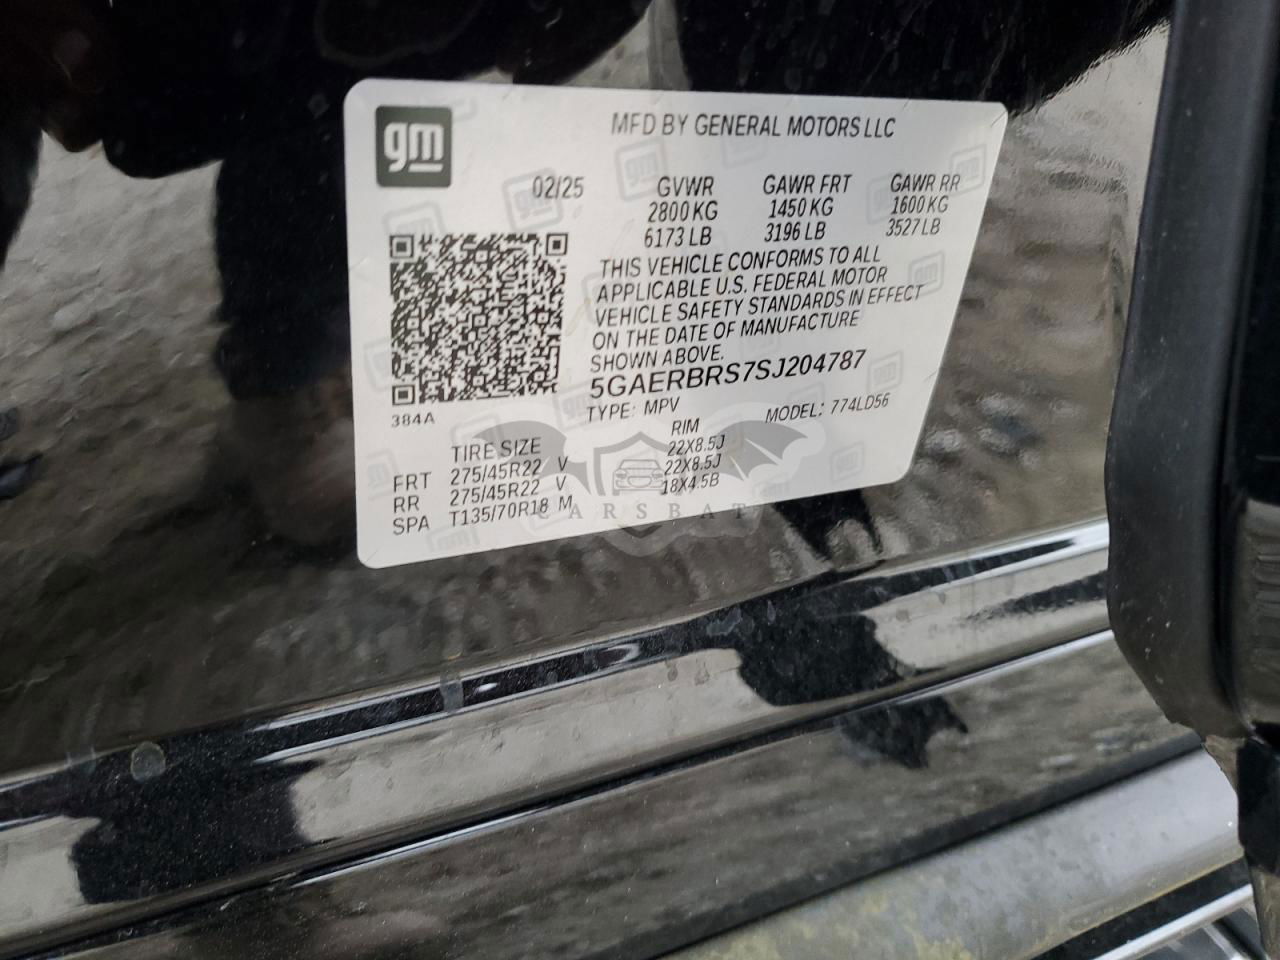 gm
MFD BY GENERAL MOTORS LLC
02/25 GVWR GAWR FRT GAWR RR
2800 KG 1450 KG 1600 KG
6173 LB 3196 LB 3527 LB
THIS VEHICLE CONFORMS TO ALL
APPLICABLE U.S. FEDERAL MOTOR
VEHICLE SAFETY STANDARDS IN EFFECT
ON THE DATE OF MANUFACTURE
SHOWN ABOVE.
5GAERBRS7SJ204787
384A TYPE: MPV MODEL: 774LD56
TIRE SIZE RIM
FRT 275/45R22 V 22X8.5J
RR 275/45R22 V 22X8.5J
SPA T135/70R18 M 18X4.5B
CARSBAT